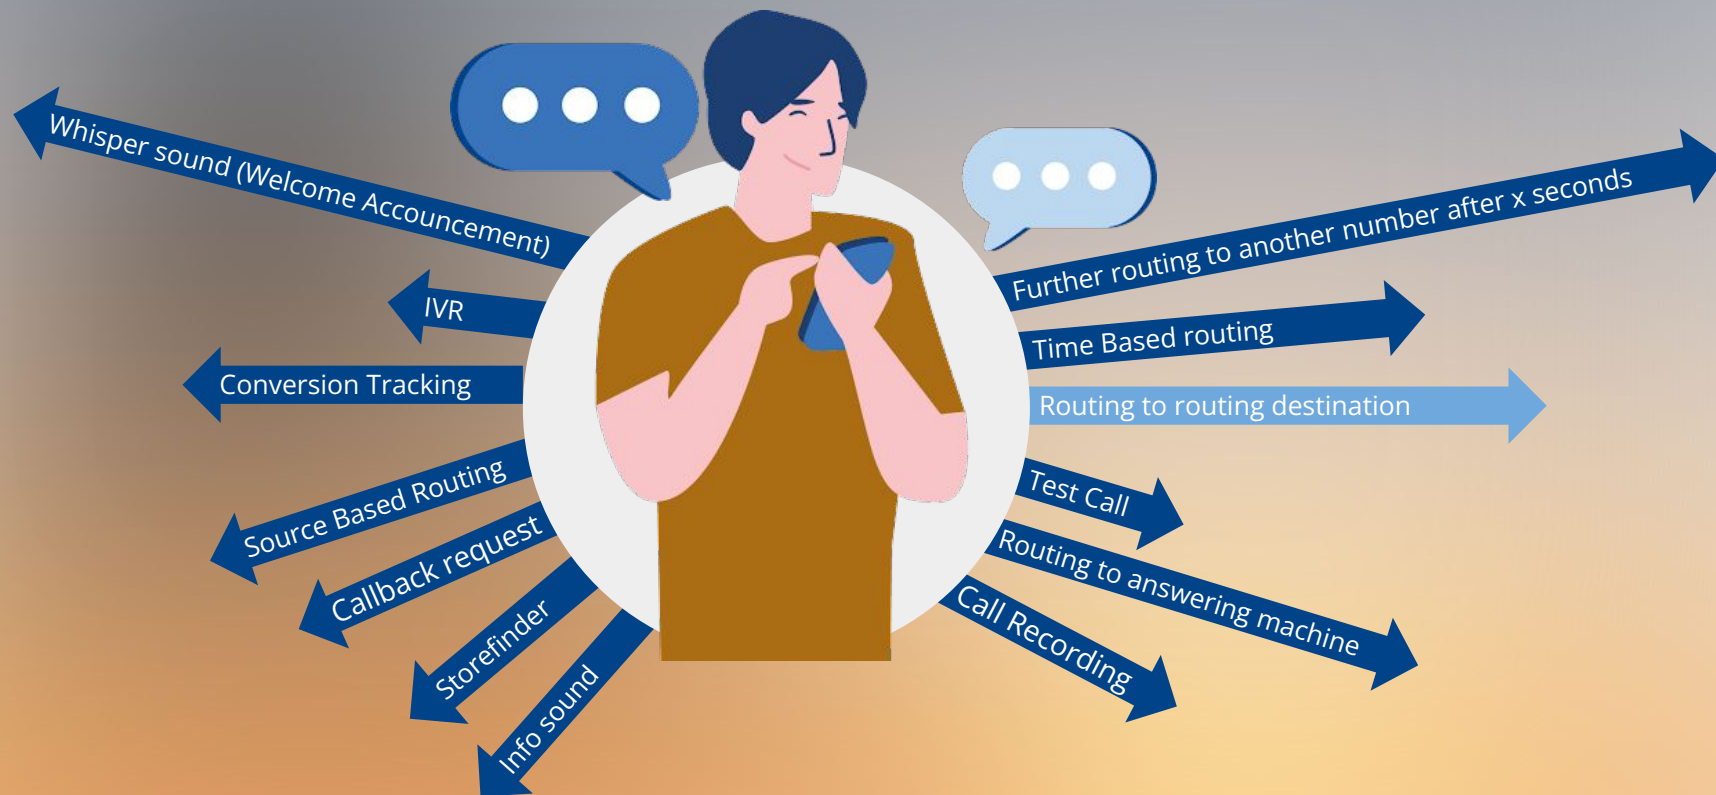 Whisper sound (Welcome Accouncement)
IVR
Conversion Tracking
Source Based Routing
Callback request
Storefinder
Info sound
Further routing to another number after x seconds
Time Based routing
Routing to routing destination
Test Call
Routing to answering machine
Call Recording